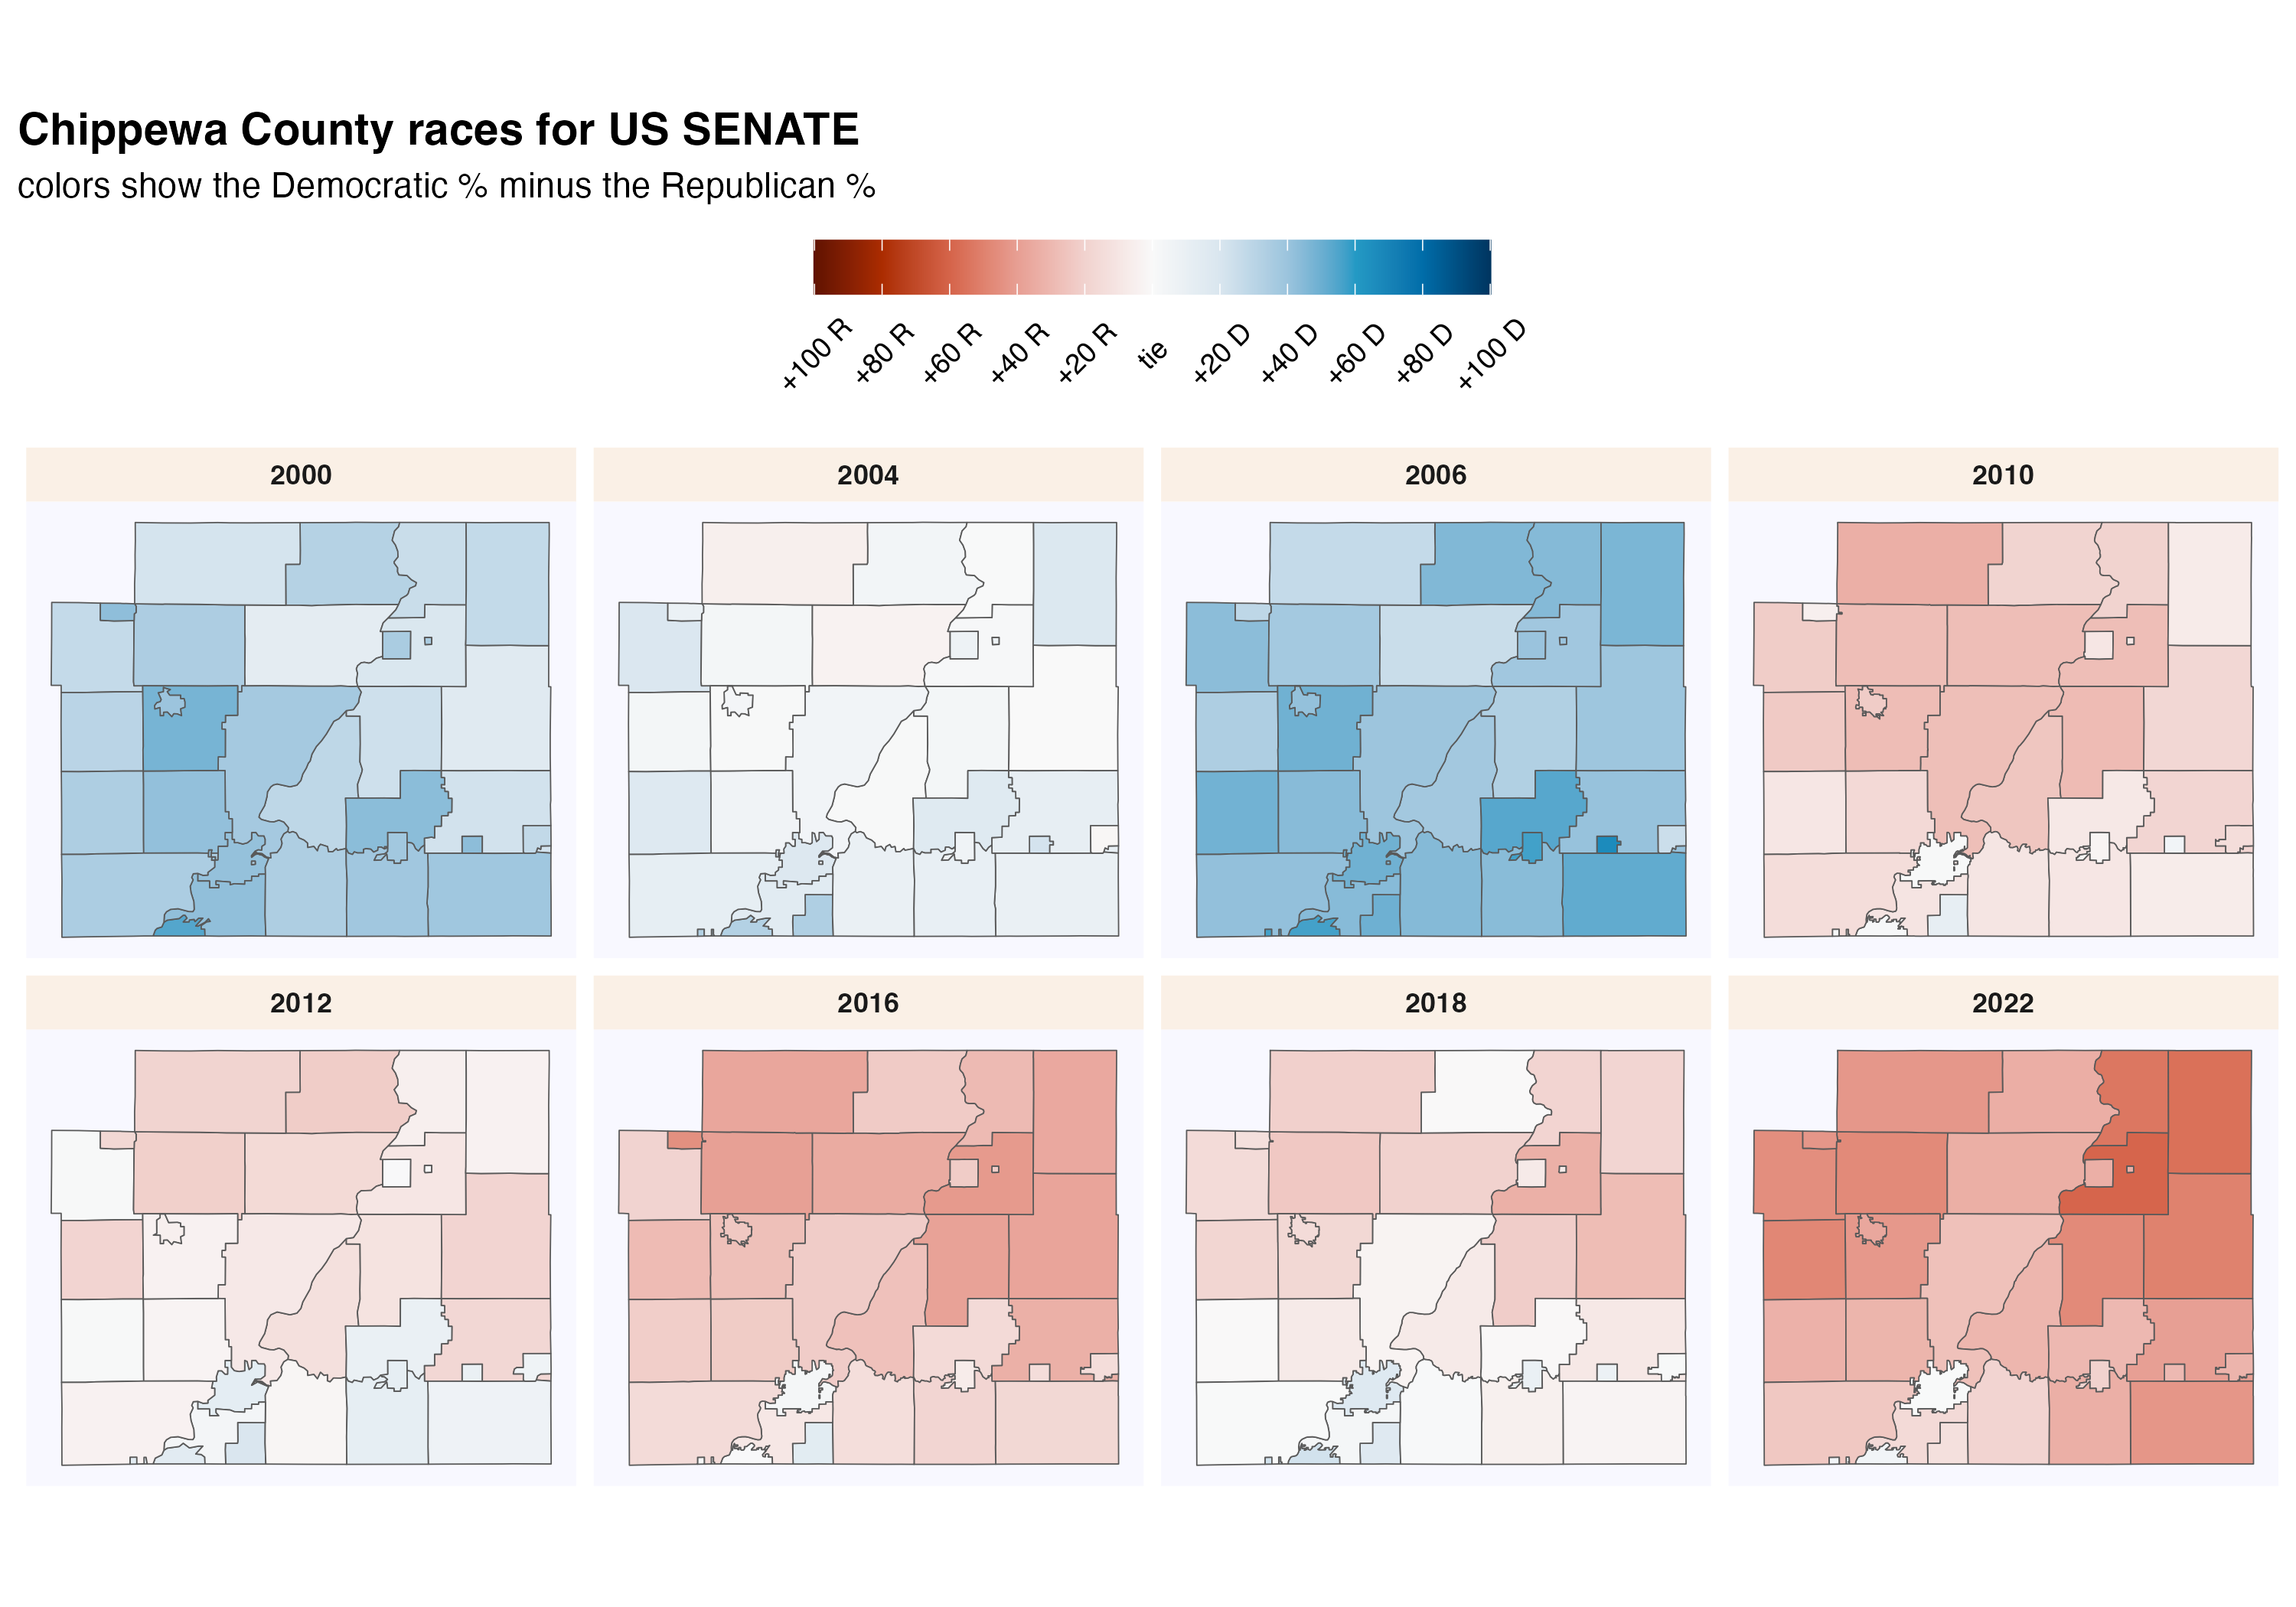 Chippewa County races for US SENATE
colors show the Democratic % minus the Republican %
+100 R +80 R +60 R +40 R +20 R tie +20 D +40 D +60 D +80 D +100 D
2000 2004 2006 2010
2012 2016 2018 2022